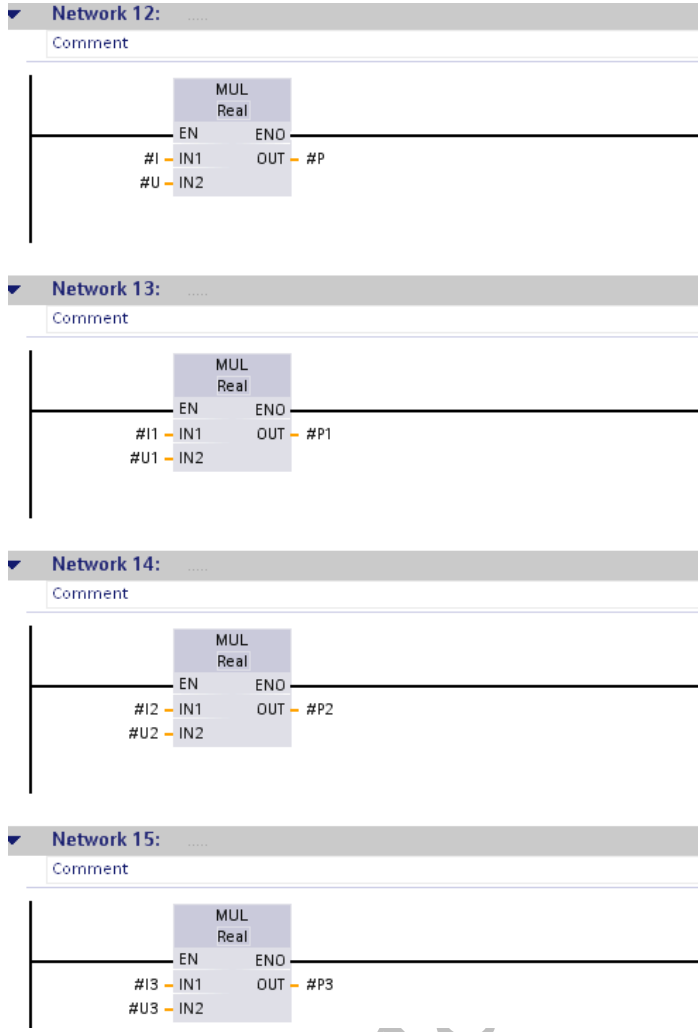 Network 12: .....
Comment
MUL
Real
EN ENO
#I IN1 OUT #P
#U IN2
Network 13: .....
Comment
MUL
Real
EN ENO
#I1 IN1 OUT #P1
#U1 IN2
Network 14: .....
Comment
MUL
Real
EN ENO
#I2 IN1 OUT #P2
#U2 IN2
Network 15: .....
Comment
MUL
Real
EN ENO
#I3 IN1 OUT #P3
#U3 IN2